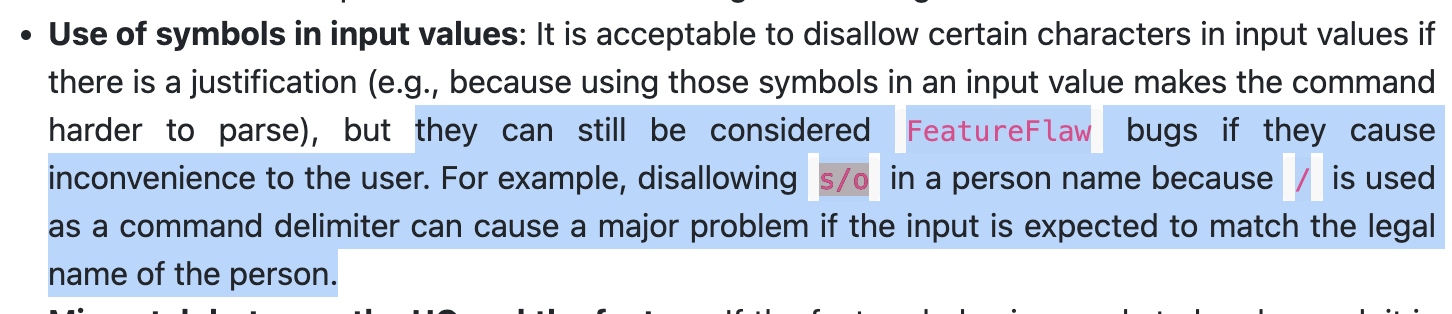 • Use of symbols in input values: It is acceptable to disallow certain characters in input values if
there is a justification (e.g., because using those symbols in an input value makes the command
harder to parse), but they can still be considered FeatureFlaw bugs if they cause
inconvenience to the user. For example, disallowing s/o in a person name because / is used
as a command delimiter can cause a major problem if the input is expected to match the legal
name of the person.